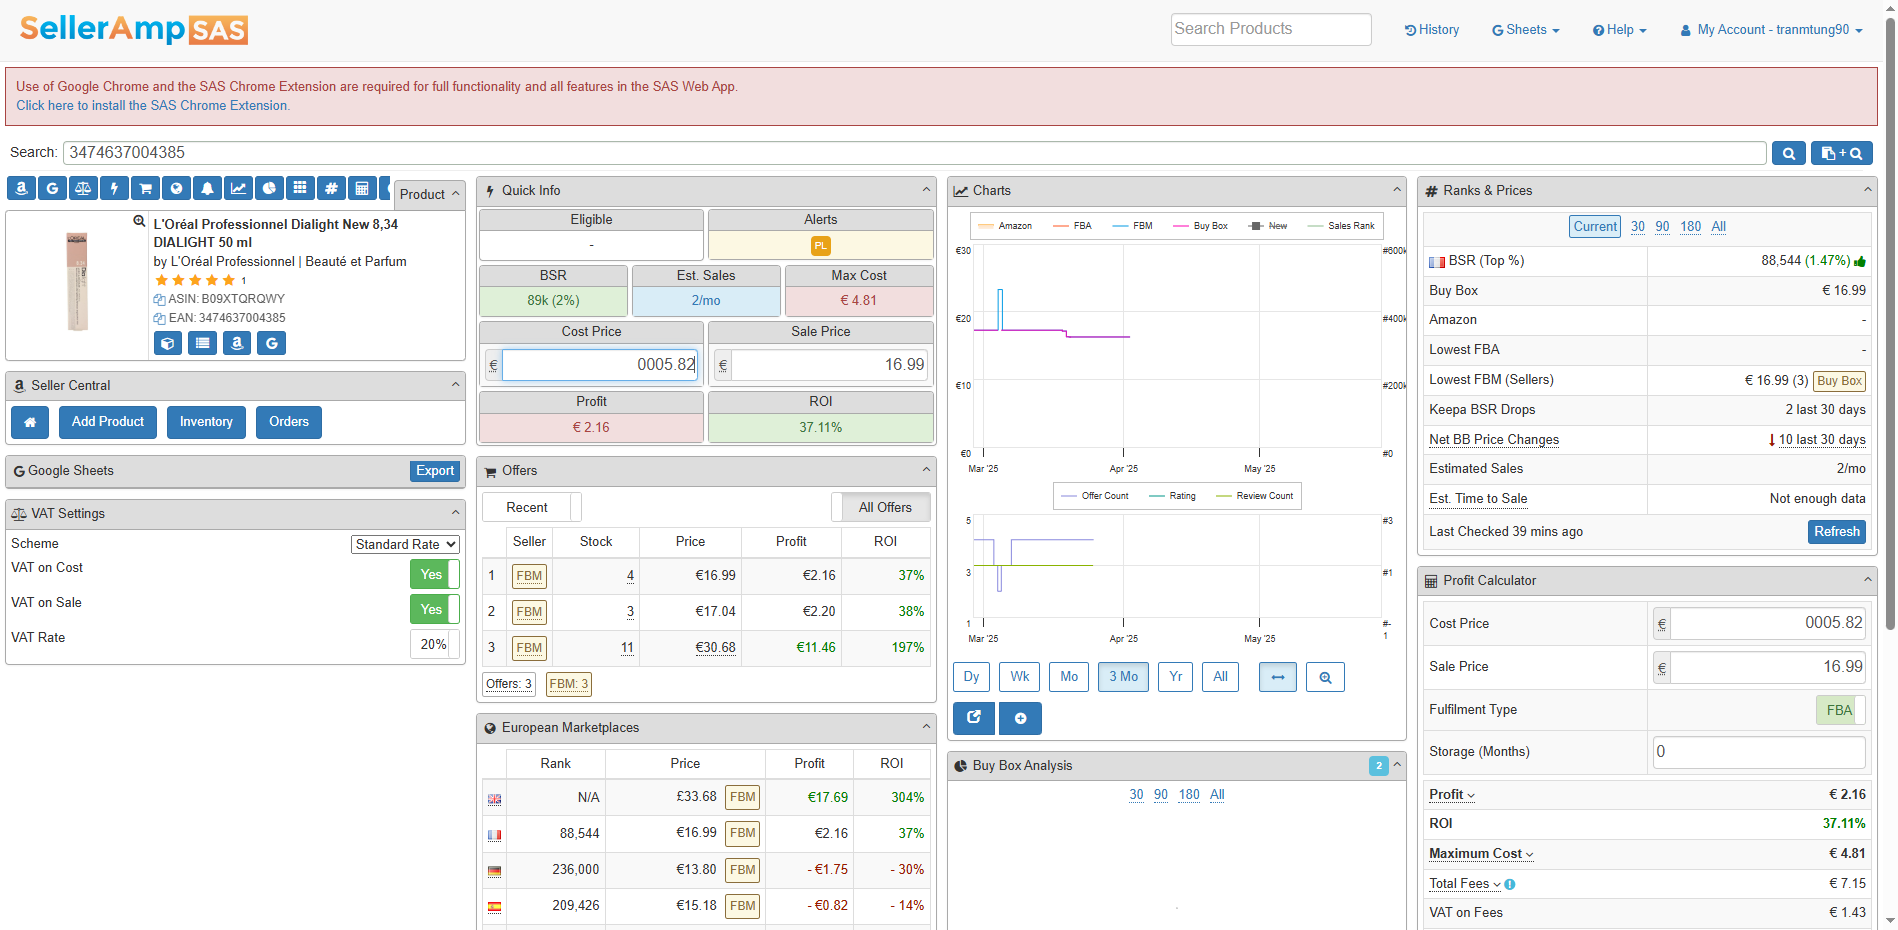 SellerAmp SAS
Search Products
History
Sheets
Help
My Account - tranmtung90
Use of Google Chrome and the SAS Chrome Extension are required for full functionality and all features in the SAS Web App.
Click here to install the SAS Chrome Extension.
Search: 3474637004385
+
Product
L'Oréal Professionnel Dialight New 8,34
DIALIGHT 50 ml
by L'Oréal Professionnel | Beauté et Parfum
1
ASIN: B09XTQRQWY
EAN: 3474637004385
Seller Central
Add Product
Inventory
Orders
Google Sheets
Export
VAT Settings
Scheme
Standard Rate
VAT on Cost
Yes
VAT on Sale
Yes
VAT Rate
20%
Quick Info
Eligible
Alerts
-
PL
BSR
Est. Sales
Max Cost
89k (2%)
2/mo
€ 4.81
Cost Price
Sale Price
€ 0005.82
€ 16.99
Profit
ROI
€ 2.16
37.11%
Offers
Recent
All Offers
Seller Stock Price Profit ROI
1 FBM 4 €16.99 €2.16 37%
2 FBM 3 €17.04 €2.20 38%
3 FBM 11 €30.68 €11.46 197%
Offers: 3
FBM: 3
European Marketplaces
Rank Price Profit ROI
N/A £33.68 FBM €17.69 304%
88,544 €16.99 FBM €2.16 37%
236,000 €13.80 FBM - €1.75 - 30%
209,426 €15.18 FBM - €0.82 - 14%
Charts
Amazon FBA FBM Buy Box New Sales Rank
€30 #600k
€20 #400k
€10 #200k
€0 #0
Mar '25 Apr '25 May '25
Offer Count Rating Review Count
5 #3
3 #1
1 #-1
Mar '25 Apr '25 May '25
Dy Wk Mo 3 Mo Yr All
Buy Box Analysis
2
30 90 180 All
Ranks & Prices
Current 30 90 180 All
BSR (Top %) 88,544 (1.47%)
Buy Box € 16.99
Amazon -
Lowest FBA -
Lowest FBM (Sellers) € 16.99 (3) Buy Box
Keepa BSR Drops 2 last 30 days
Net BB Price Changes 10 last 30 days
Estimated Sales 2/mo
Est. Time to Sale Not enough data
Last Checked 39 mins ago Refresh
Profit Calculator
Cost Price € 0005.82
Sale Price € 16.99
Fulfilment Type FBA
Storage (Months) 0
Profit € 2.16
ROI 37.11%
Maximum Cost € 4.81
Total Fees € 7.15
VAT on Fees € 1.43